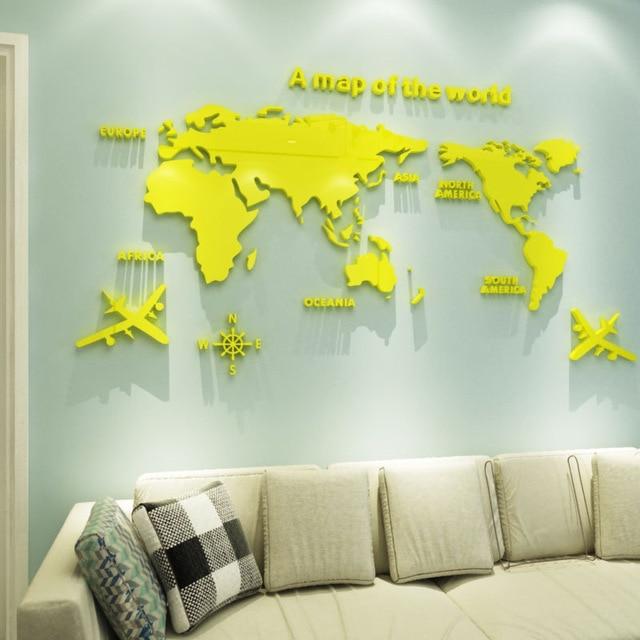 A map of the world
EUROPE
ASIA
NORTH
AMERICA
AFRICA
SOUTH
AMERICA
OCEANIA
N
W E
S